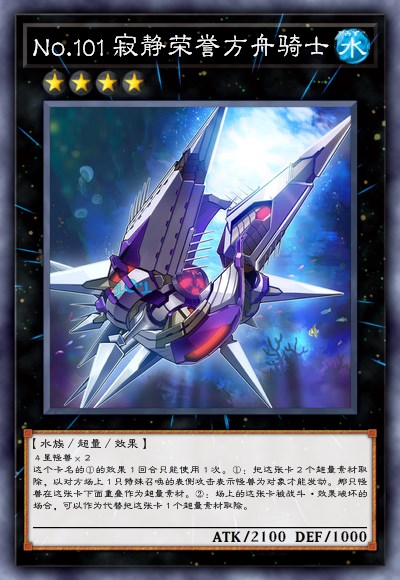 No.101 寂静荣誉方舟骑士 水
【水族/超量/效果】
4星怪兽×2
这个卡名的①的效果1回合只能使用1次。①：把这张卡2个超量素材取
除，以对方场上1只特殊召唤的表侧攻击表示怪兽为对象才能发动。那只怪
兽在这张卡下面重叠作为超量素材。②：场上的这张卡被战斗·效果破坏的
场合，可以作为代替把这张卡1个超量素材取除。
ATK/2100 DEF/1000